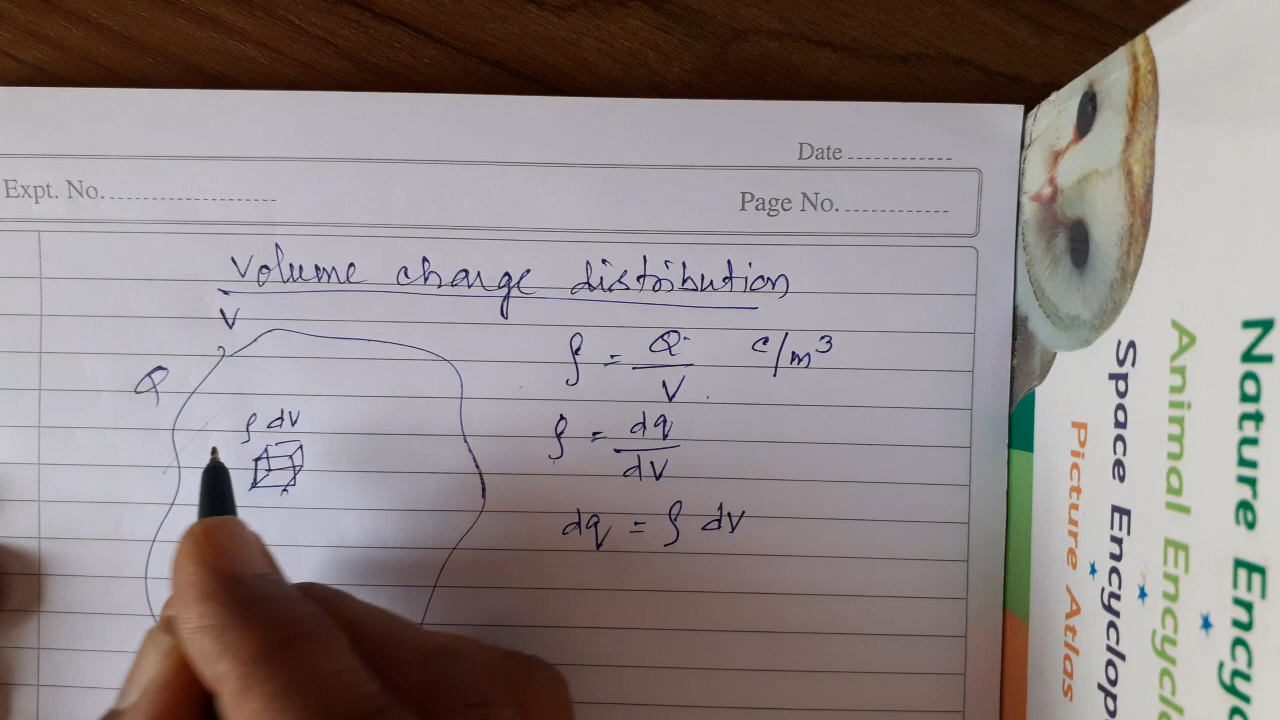 Date
Expt. No.
Page No.
Volume charge distribution
V
Q
ρ dV
ρ = Q/V C/m³
ρ = dq/dV
dq = ρ dV
Nature Ency
Animal Encyc
Space Encyclop
Picture Atlas